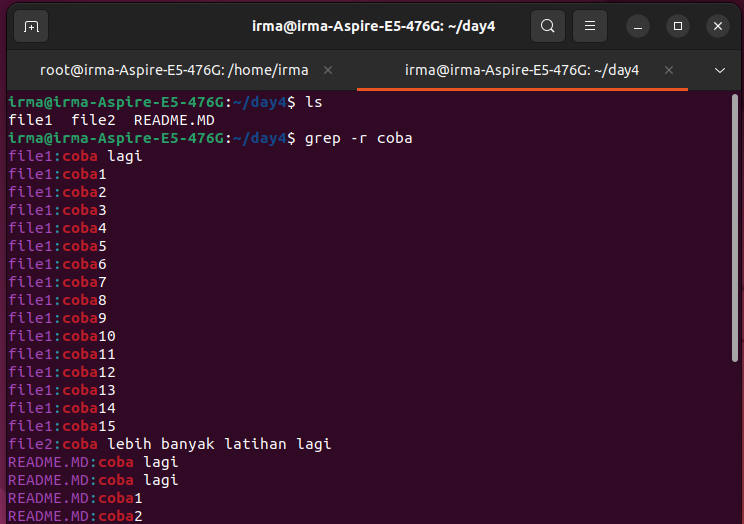 irma@irma-Aspire-E5-476G: ~/day4
root@irma-Aspire-E5-476G: /home/irma
irma@irma-Aspire-E5-476G: ~/day4
irma@irma-Aspire-E5-476G:~/day4$ ls
file1  file2  README.MD
irma@irma-Aspire-E5-476G:~/day4$ grep -r coba
file1:coba lagi
file1:coba1
file1:coba2
file1:coba3
file1:coba4
file1:coba5
file1:coba6
file1:coba7
file1:coba8
file1:coba9
file1:coba10
file1:coba11
file1:coba12
file1:coba13
file1:coba14
file1:coba15
file2:coba lebih banyak latihan lagi
README.MD:coba lagi
README.MD:coba lagi
README.MD:coba1
README.MD:coba2